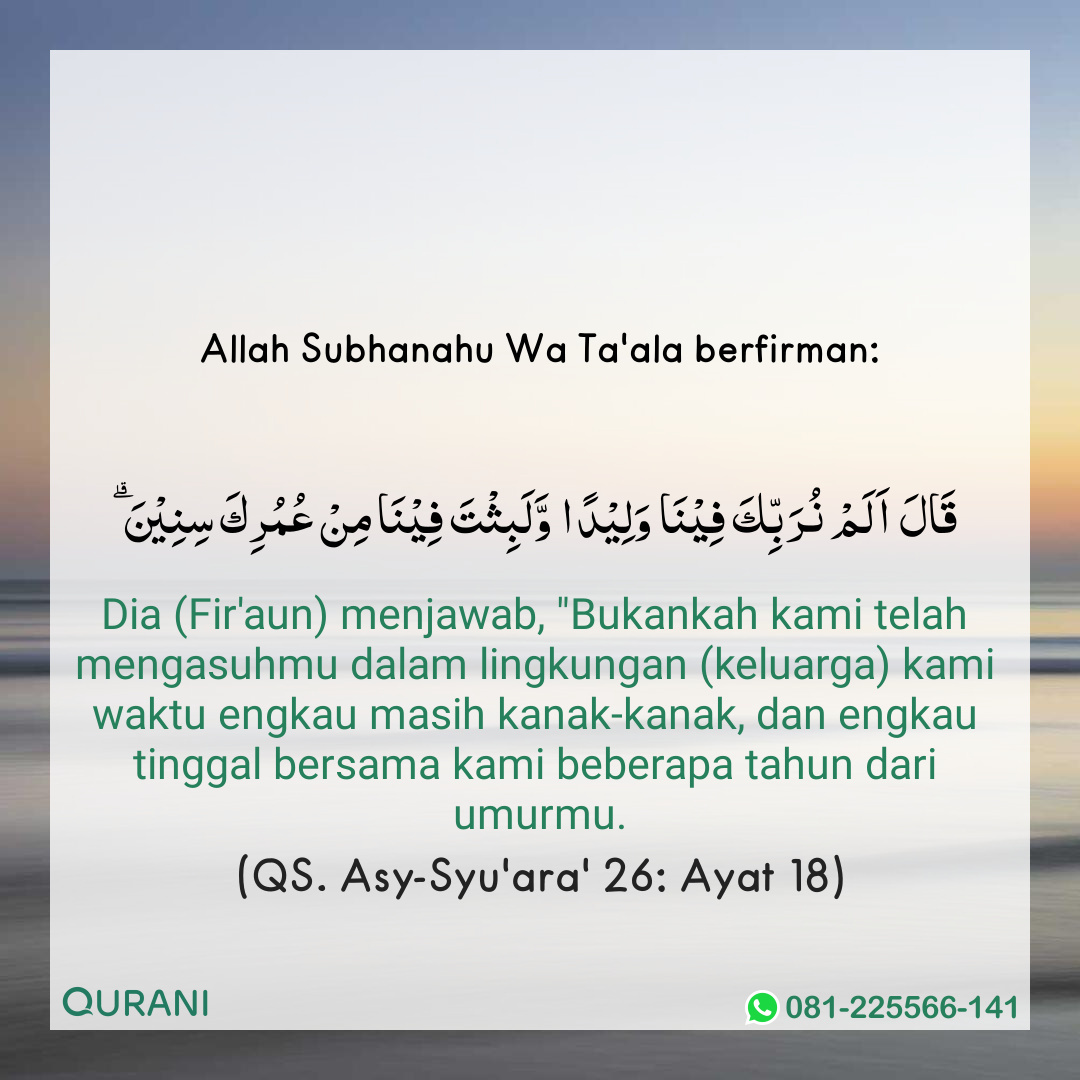 Allah Subhanahu Wa Ta'ala berfirman:
قَالَ اَلَمْ نُرَبِّكَ فِيْنَا وَلِيْدًا وَّلَبِثْتَ فِيْنَا مِنْ عُمُرِكَ سِنِيْنَ ۗ
Dia (Fir'aun) menjawab, "Bukankah kami telah
mengasuhmu dalam lingkungan (keluarga) kami
waktu engkau masih kanak-kanak, dan engkau
tinggal bersama kami beberapa tahun dari
umurmu.
(QS. Asy-Syu'ara' 26: Ayat 18)
QURANI
081-225566-141